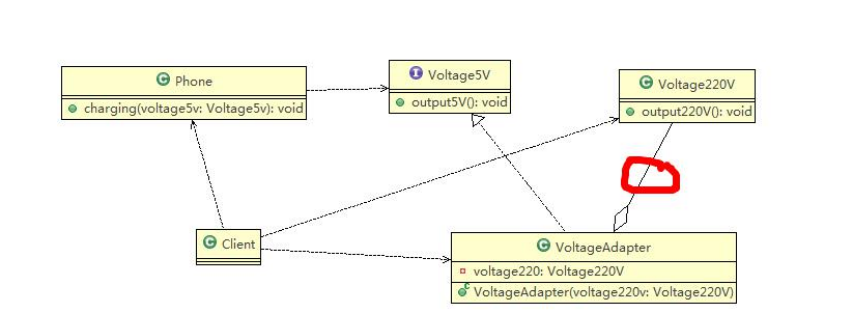 Phone
charging(voltage5v: Voltage5v): void
Voltage5V
output5V(): void
Voltage220V
output220V(): void
Client
VoltageAdapter
voltage220: Voltage220V
VoltageAdapter(voltage220v: Voltage220V)